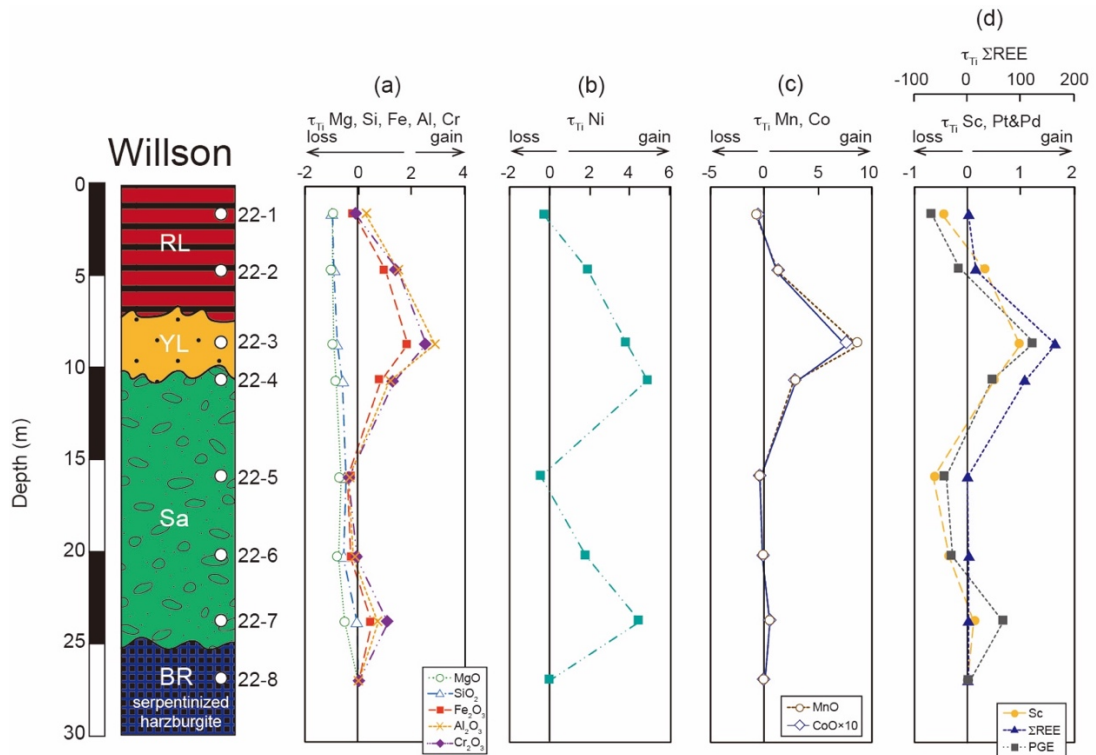 (d)
τTi ΣREE
-100 0 100 200
(a) (b) (c)
τTi Mg, Si, Fe, Al, Cr τTi Ni τTi Mn, Co τTi Sc, Pt&Pd
loss gain loss gain loss gain loss gain
-2 0 2 4 -2 0 2 4 6 -5 0 5 10 -1 0 1 2
Willson
Depth (m)
0
5
10
15
20
25
30
RL
YL
Sa
BR
serpentinized
harzburgite
22-1
22-2
22-3
22-4
22-5
22-6
22-7
22-8
MgO
SiO2
Fe2O3
Al2O3
Cr2O3
MnO
CoO×10
Sc
ΣREE
PGE